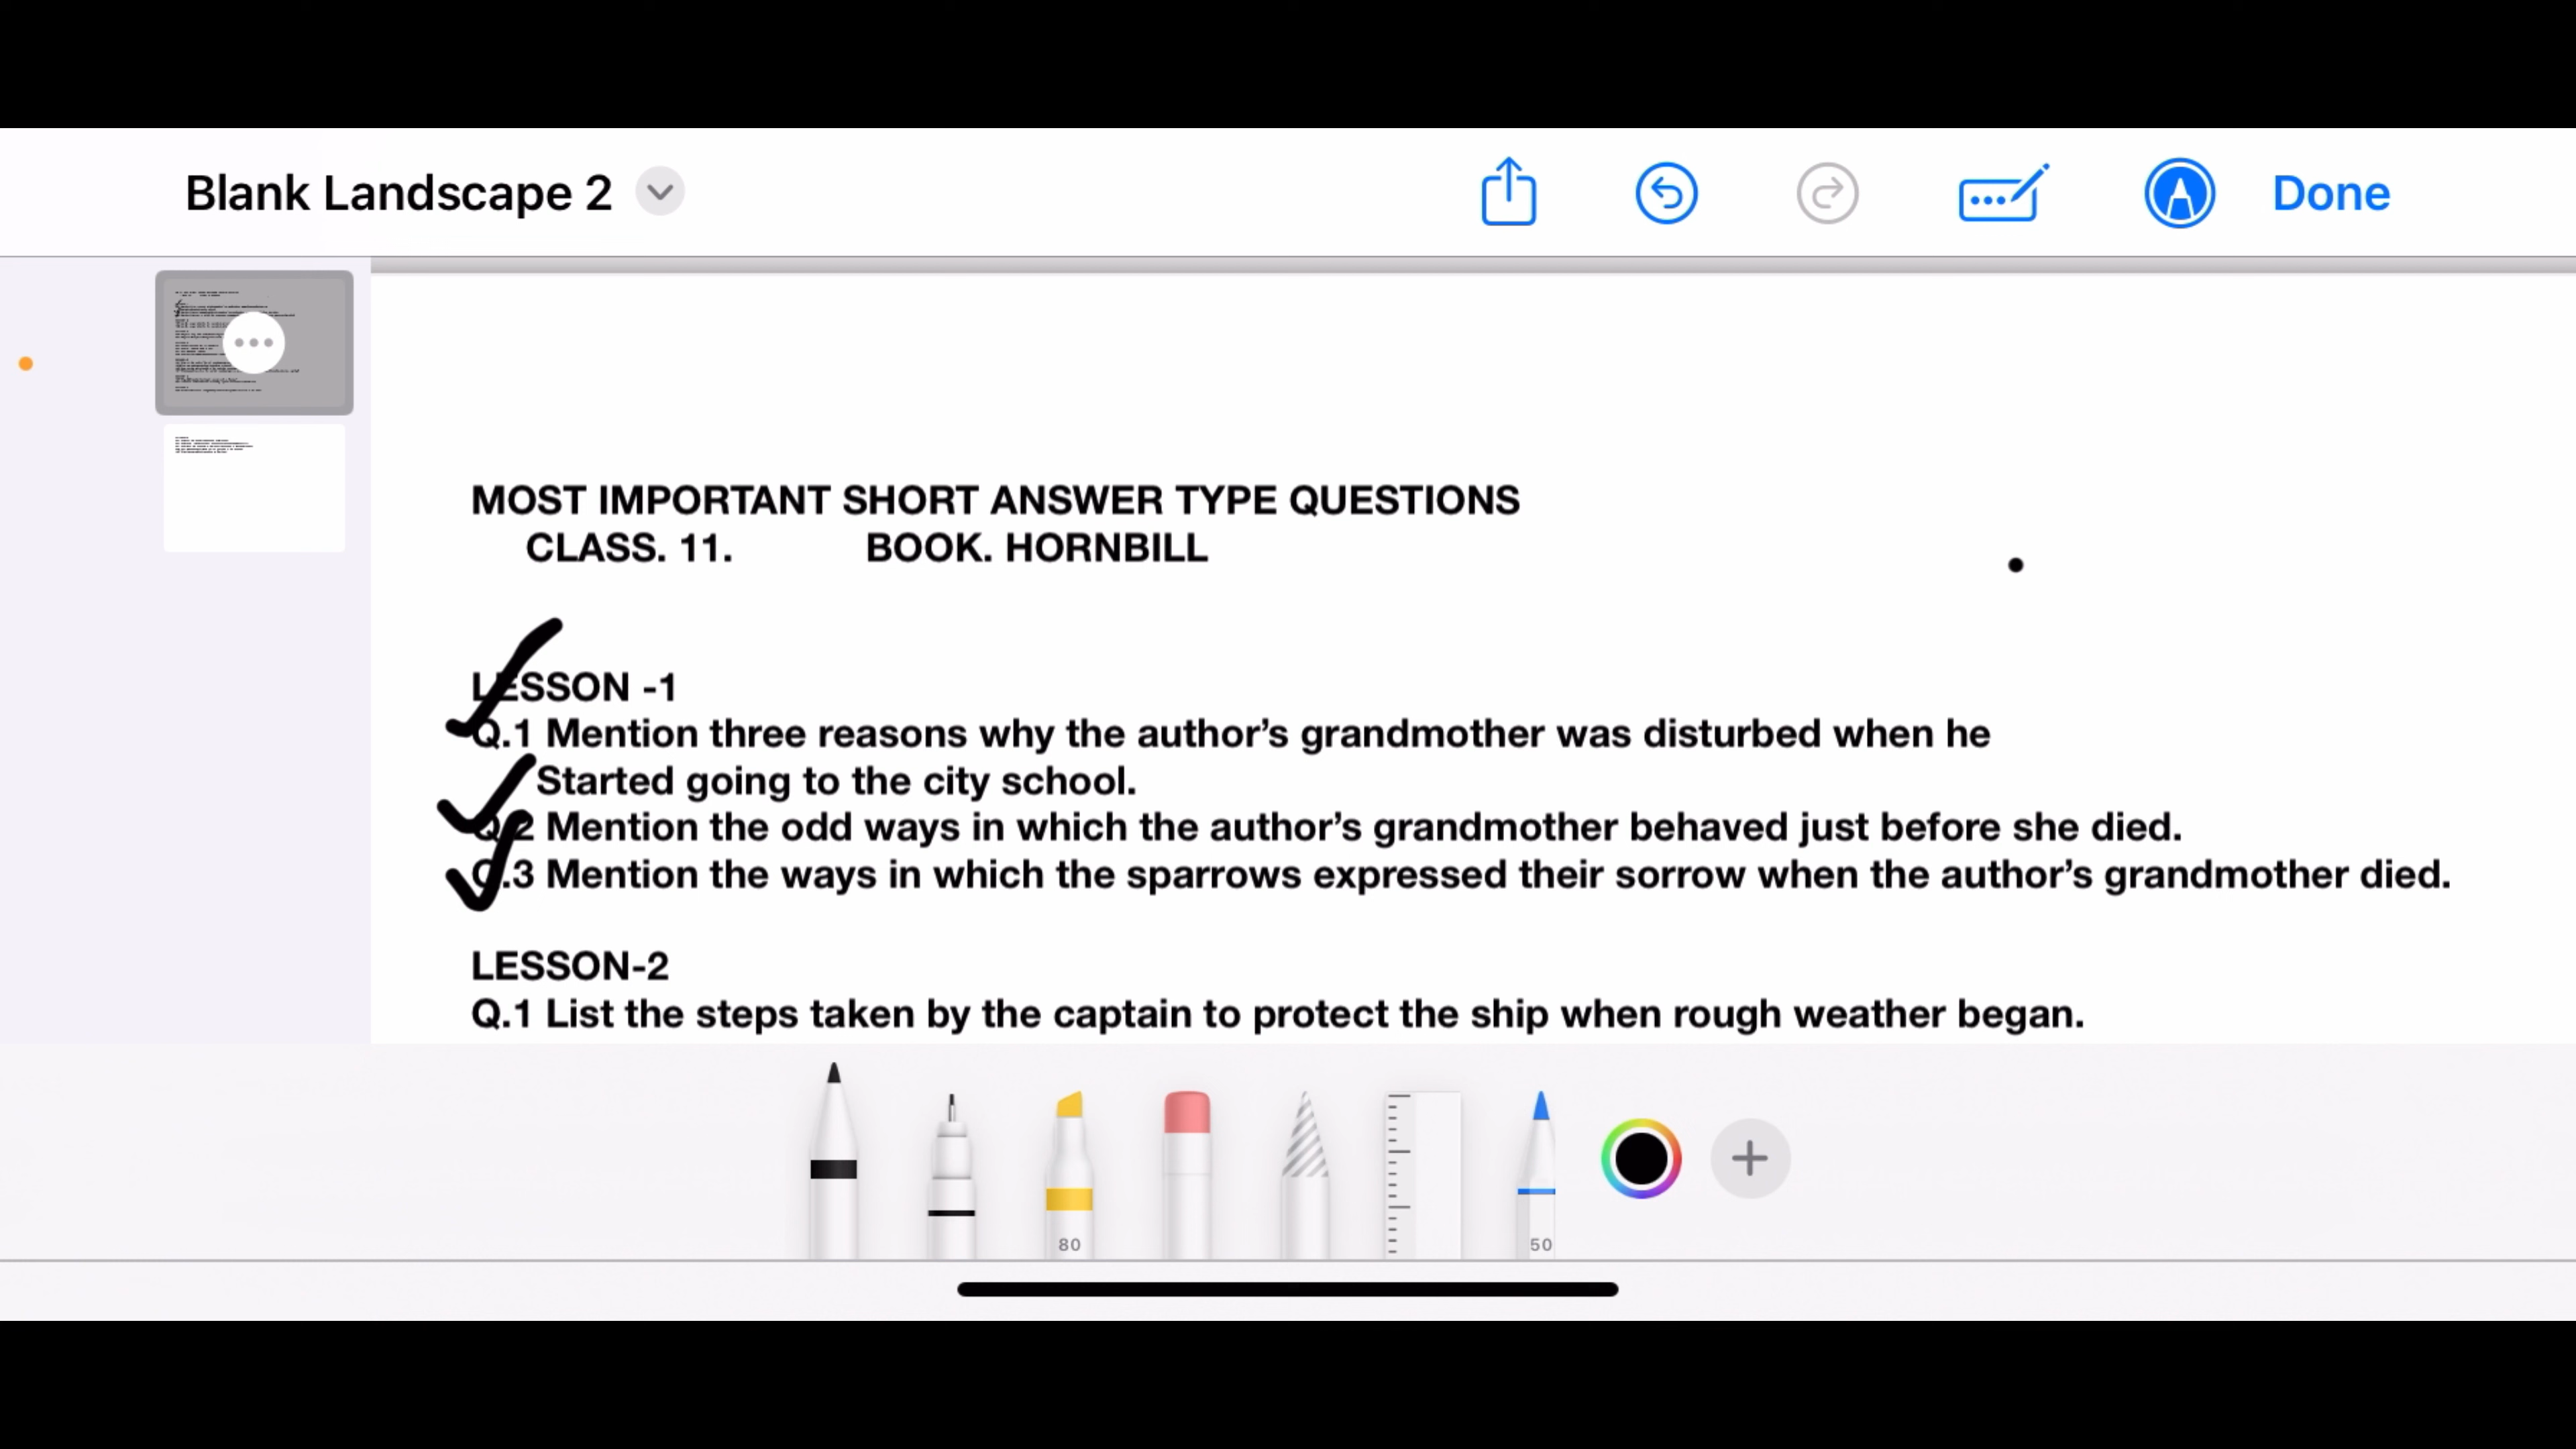 Blank Landscape 2
Done
MOST IMPORTANT SHORT ANSWER TYPE QUESTIONS
CLASS. 11. BOOK. HORNBILL
LESSON -1
Q.1 Mention three reasons why the author’s grandmother was disturbed when he
Started going to the city school.
Q.2 Mention the odd ways in which the author’s grandmother behaved just before she died.
Q.3 Mention the ways in which the sparrows expressed their sorrow when the author’s grandmother died.
LESSON-2
Q.1 List the steps taken by the captain to protect the ship when rough weather began.
80
50